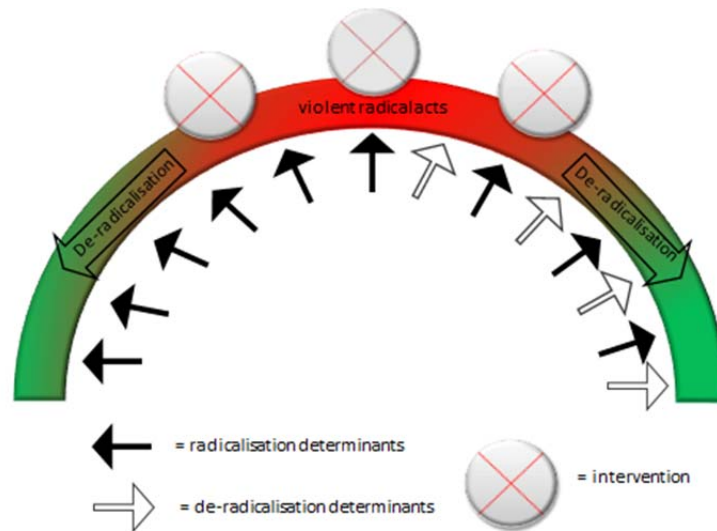 violent radicalacts
De-radicalisation
De-radicalisation
= radicalisation determinants
= de-radicalisation determinants
= intervention